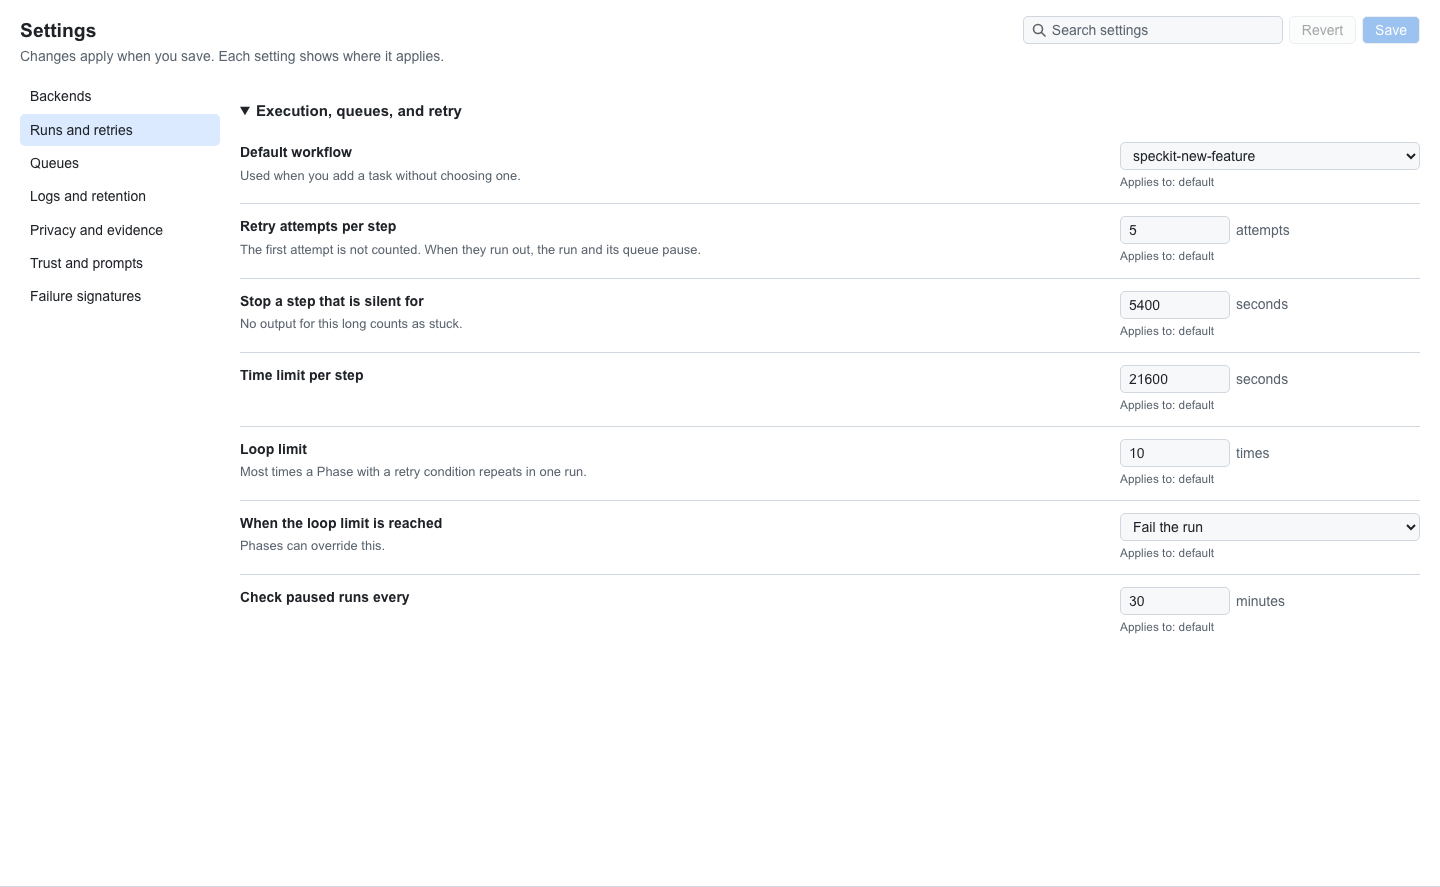 Settings
Changes apply when you save. Each setting shows where it applies.
Search settings
Revert
Save
Backends
Runs and retries
Queues
Logs and retention
Privacy and evidence
Trust and prompts
Failure signatures
Execution, queues, and retry
Default workflow
Used when you add a task without choosing one.
speckit-new-feature
Applies to: default
Retry attempts per step
The first attempt is not counted. When they run out, the run and its queue pause.
5 attempts
Applies to: default
Stop a step that is silent for
No output for this long counts as stuck.
5400 seconds
Applies to: default
Time limit per step
21600 seconds
Applies to: default
Loop limit
Most times a Phase with a retry condition repeats in one run.
10 times
Applies to: default
When the loop limit is reached
Phases can override this.
Fail the run
Applies to: default
Check paused runs every
30 minutes
Applies to: default